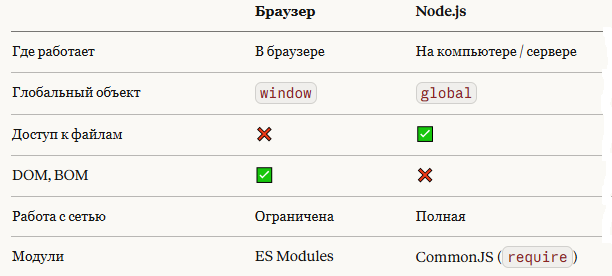 Браузер Node.js
Где работает В браузере На компьютере / сервере
Глобальный объект window global
Доступ к файлам ❌ ✅
DOM, BOM ✅ ❌
Работа с сетью Ограничена Полная
Модули ES Modules CommonJS (require)